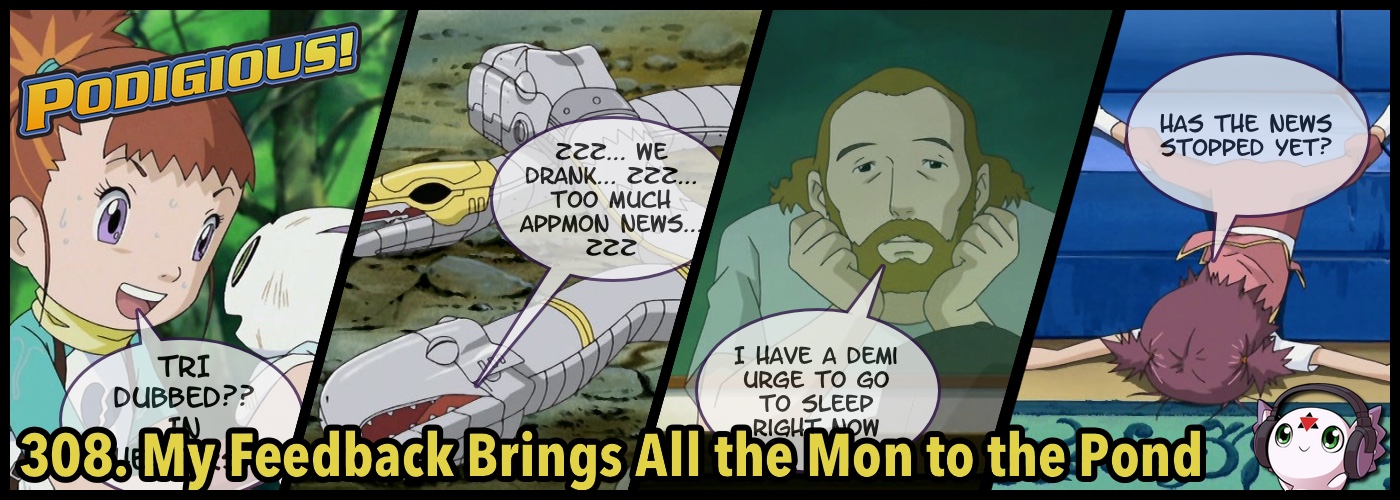 PODIGIOUS!
TRI
DUBBED??
IN
ZZZ... WE
DRANK... ZZZ...
TOO MUCH
APPMON NEWS...
ZZZ
I HAVE A DEMI
URGE TO GO
TO SLEEP
RIGHT NOW
HAS THE NEWS
STOPPED YET?
308. My Feedback Brings All the Mon to the Pond